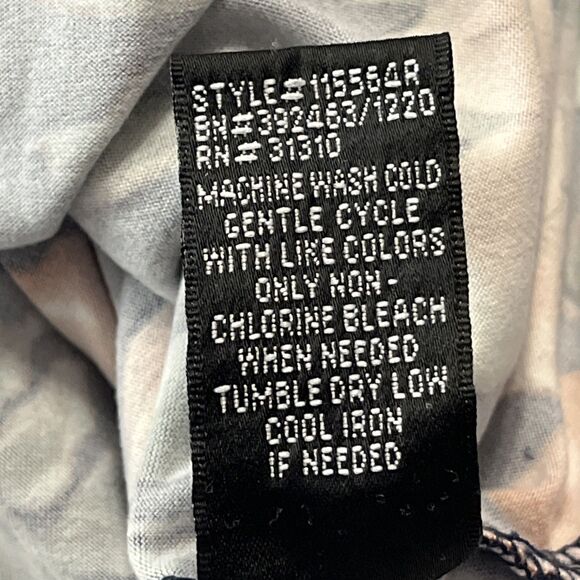 STYLE# 115564R
BN# 392483/1220
RN# 31310
MACHINE WASH COLD
GENTLE CYCLE
WITH LIKE COLORS
ONLY NON-
CHLORINE BLEACH
WHEN NEEDED
TUMBLE DRY LOW
COOL IRON
IF NEEDED